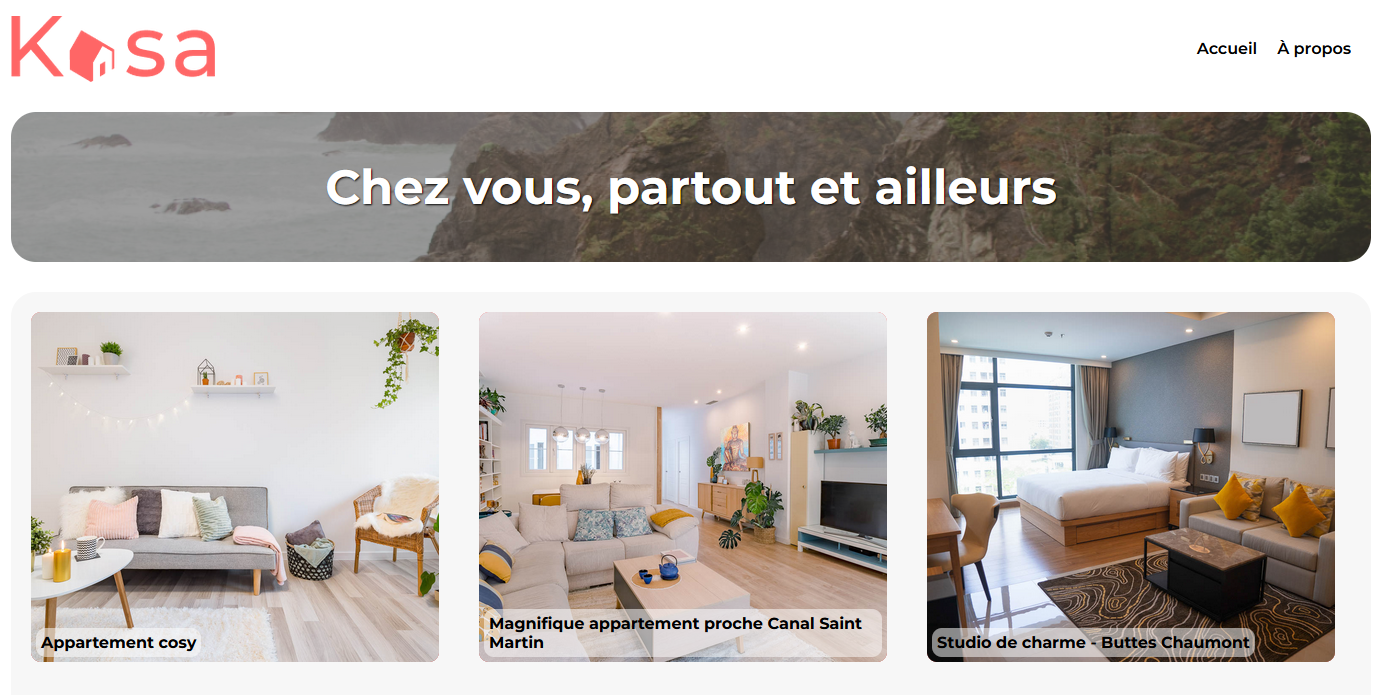 Kasa
Accueil
À propos
Chez vous, partout et ailleurs
Appartement cosy
Magnifique appartement proche Canal Saint
Martin
Studio de charme - Buttes Chaumont